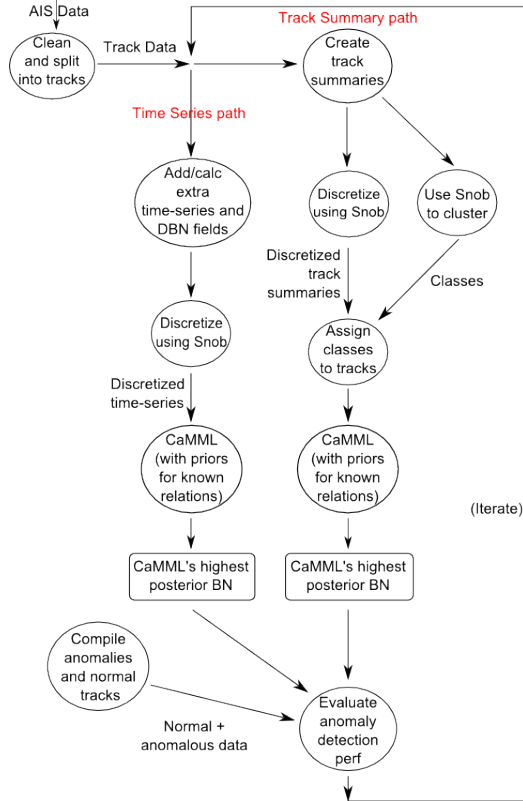 AIS Data
Clean
and split
into tracks
Track Data
Track Summary path
Create
track
summaries
Time Series path
Add/calc
extra
time-series and
DBN fields
Discretize
using Snob
Use Snob
to cluster
Discretized
track
summaries
Classes
Discretize
using Snob
Assign
classes
to tracks
Discretized
time-series
CaMML
(with priors
for known
relations)
CaMML
(with priors
for known
relations)
(Iterate)
CaMML's highest
posterior BN
CaMML's highest
posterior BN
Compile
anomalies
and normal
tracks
Normal +
anomalous data
Evaluate
anomaly
detection
perf